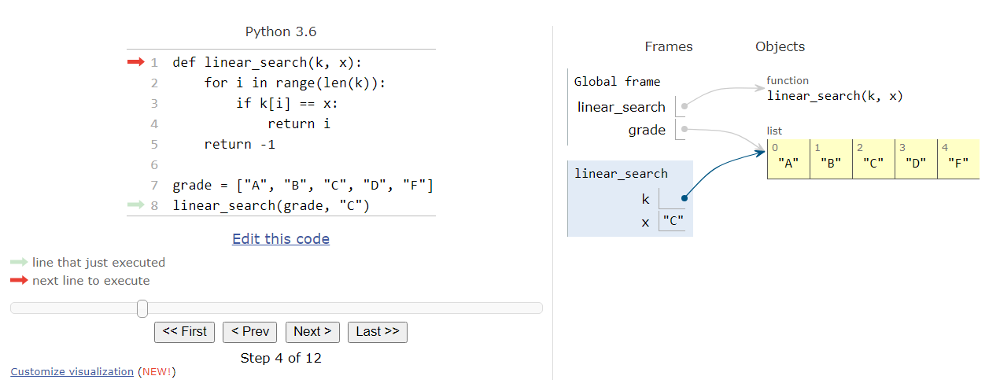 Python 3.6
1 def linear_search(k, x):
2     for i in range(len(k)):
3         if k[i] == x:
4             return i
5     return -1
6
7 grade = ["A", "B", "C", "D", "F"]
8 linear_search(grade, "C")
Edit this code
line that just executed
next line to execute
<< First < Prev Next > Last >>
Step 4 of 12
Customize visualization (NEW!)
Frames Objects
Global frame
linear_search
grade
function
linear_search(k, x)
list
0 1 2 3 4
"A" "B" "C" "D" "F"
linear_search
k
x "C"